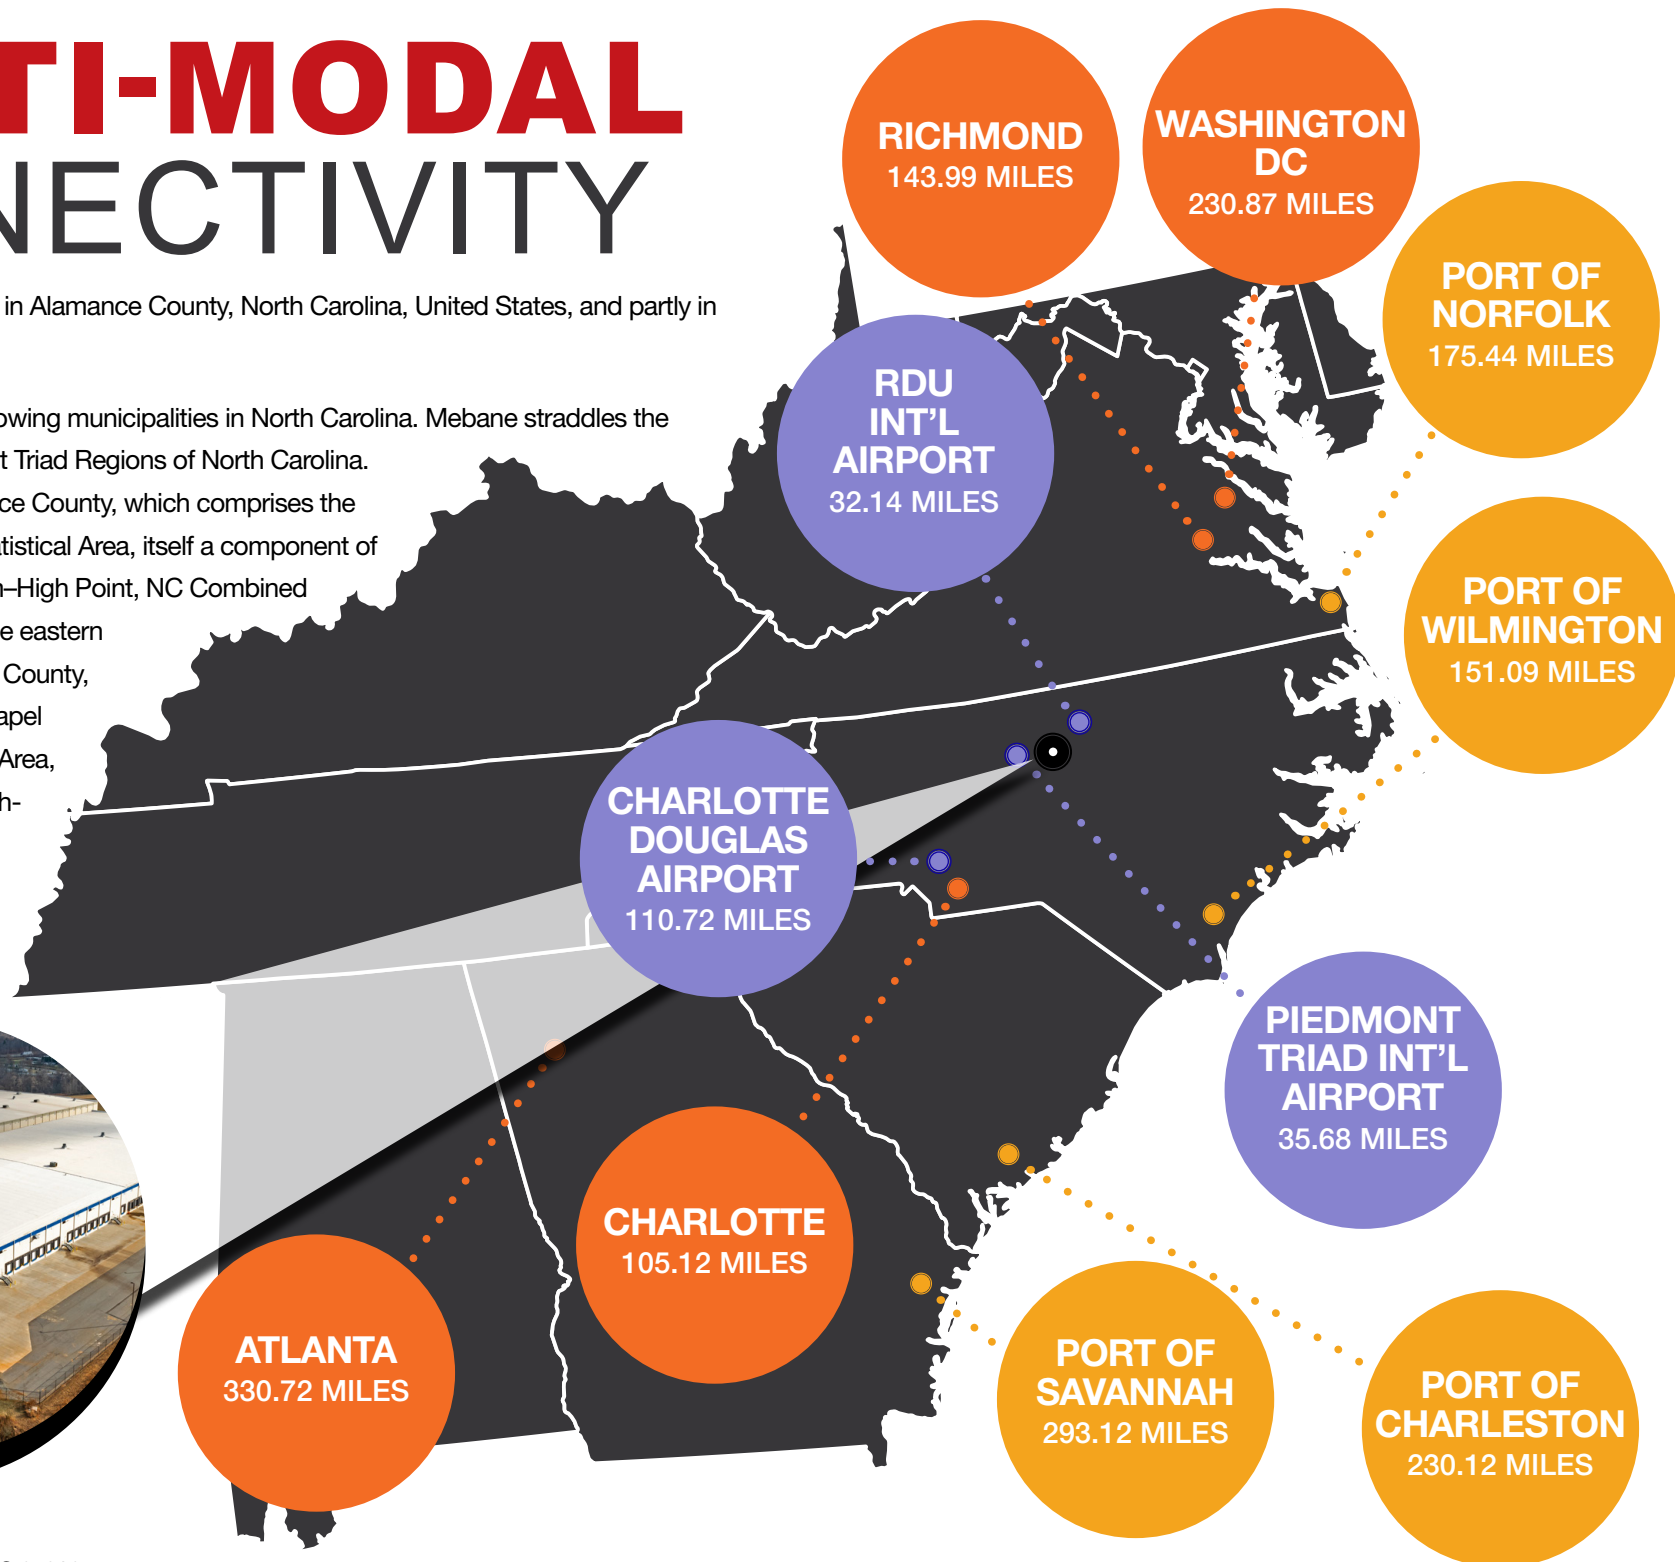 TI-MODAL
NECTIVITY
in Alamance County, North Carolina, United States, and partly in
owing municipalities in North Carolina. Mebane straddles the
t Triad Regions of North Carolina.
ce County, which comprises the
atistical Area, itself a component of
n–High Point, NC Combined
e eastern
County,
apel
Area,
h-
RICHMOND
143.99 MILES
WASHINGTON
DC
230.87 MILES
PORT OF
NORFOLK
175.44 MILES
RDU
INT'L
AIRPORT
32.14 MILES
PORT OF
WILMINGTON
151.09 MILES
CHARLOTTE
DOUGLAS
AIRPORT
110.72 MILES
PIEDMONT
TRIAD INT'L
AIRPORT
35.68 MILES
CHARLOTTE
105.12 MILES
ATLANTA
330.72 MILES
PORT OF
SAVANNAH
293.12 MILES
PORT OF
CHARLESTON
230.12 MILES